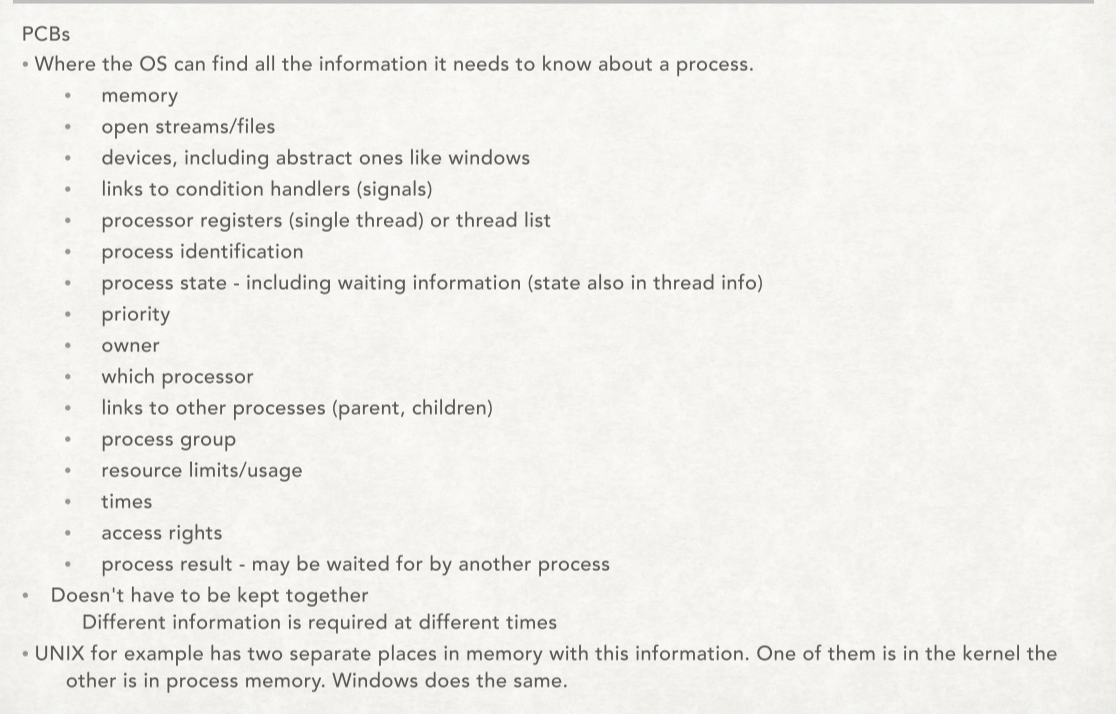 PCBs
• Where the OS can find all the information it needs to know about a process.
• memory
• open streams/files
• devices, including abstract ones like windows
• links to condition handlers (signals)
• processor registers (single thread) or thread list
• process identification
• process state - including waiting information (state also in thread info)
• priority
• owner
• which processor
• links to other processes (parent, children)
• process group
• resource limits/usage
• times
• access rights
• process result - may be waited for by another process
• Doesn't have to be kept together
Different information is required at different times
• UNIX for example has two separate places in memory with this information. One of them is in the kernel the
other is in process memory. Windows does the same.